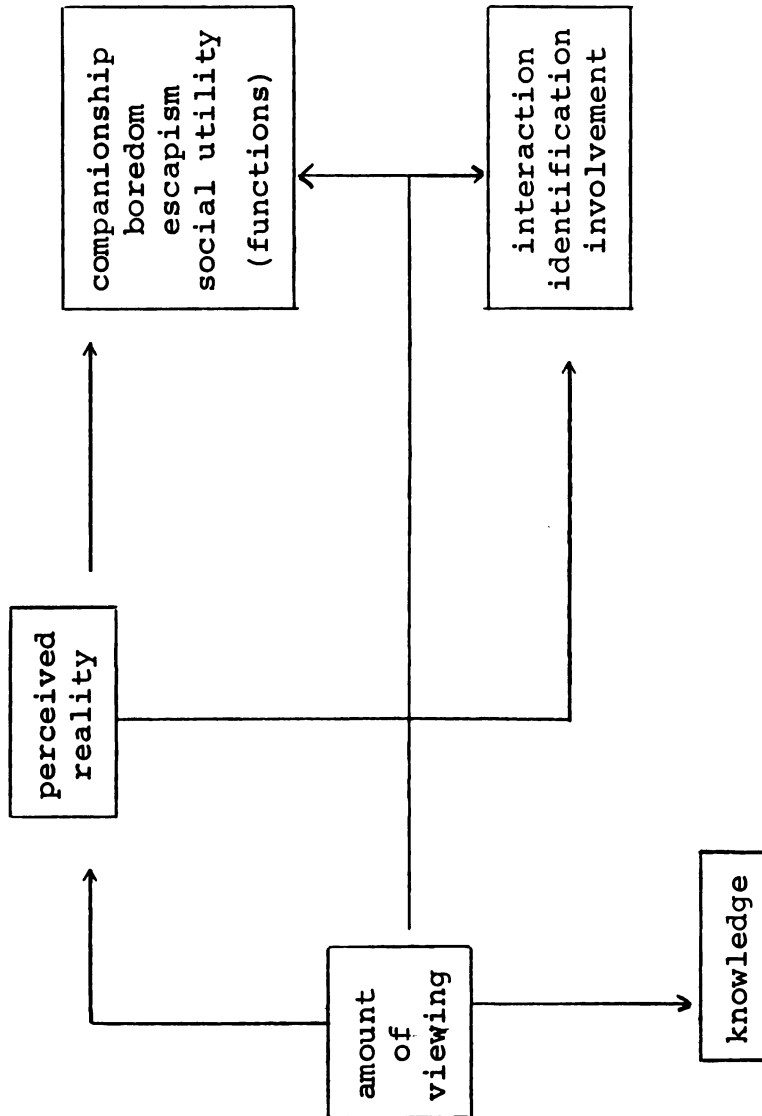 companionship
boredom
escapism
social utility
(functions)
perceived
reality
interaction
identification
involvement
amount
of
viewing
knowledge